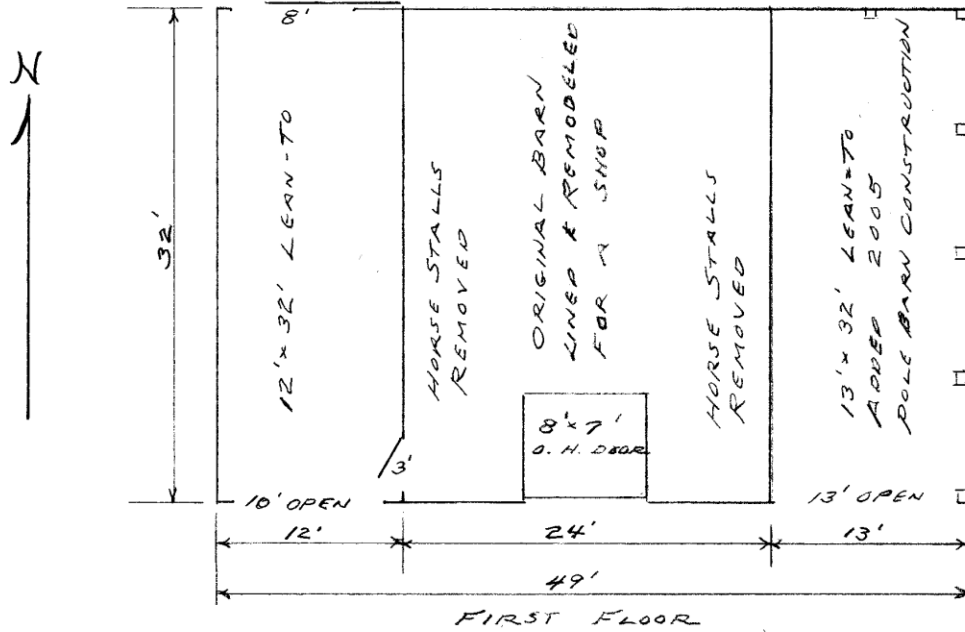 N
8'
32'
12' x 32' LEAN-TO
HORSE STALLS
REMOVED
ORIGINAL BARN
LINED & REMODELED
FOR A SHOP
HORSE STALLS
REMOVED
13' x 32' LEAN-TO
ADDED 2005
POLE BARN CONSTRUCTION
8' x 7'
O. H. DOOR
3'
10' OPEN
13' OPEN
12'
24'
13'
49'
FIRST FLOOR